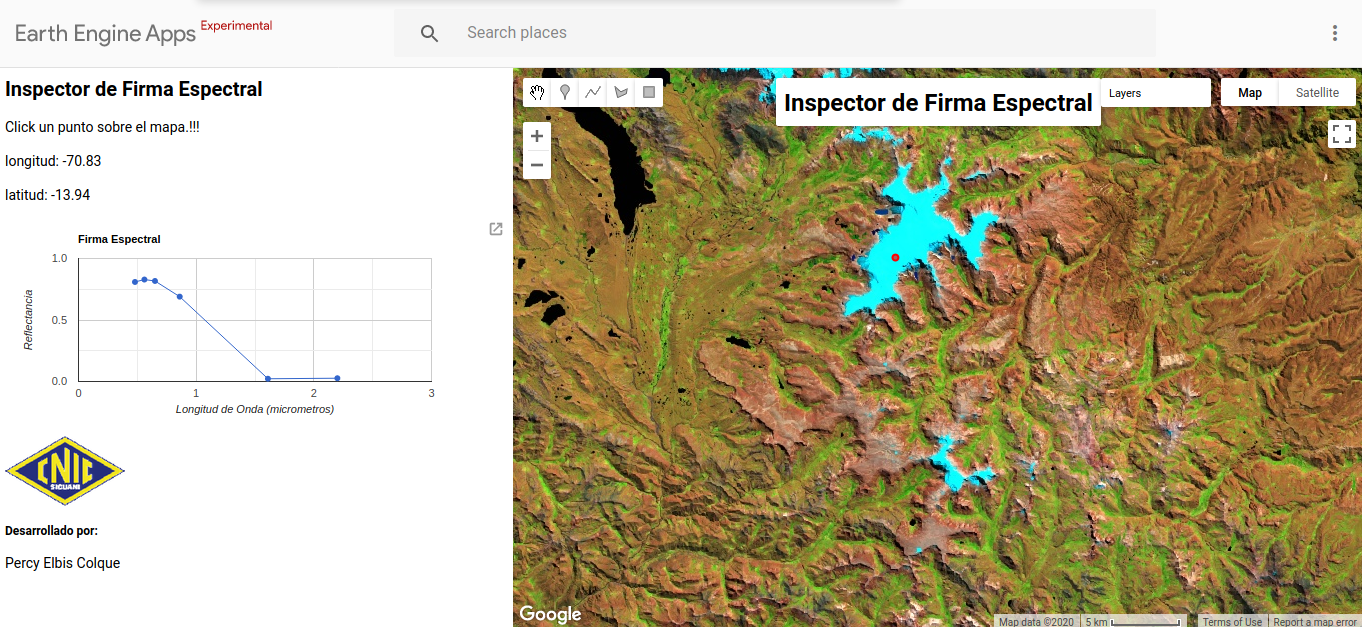 Earth Engine Apps Experimental
Search places
Inspector de Firma Espectral
Click un punto sobre el mapa.!!!
longitud: -70.83
latitud: -13.94
Firma Espectral
1.0
0.5
0.0
Reflectancia
0 1 2 3
Longitud de Onda (micrometros)
CNIC
SICUANI
Desarrollado por:
Percy Elbis Colque
Inspector de Firma Espectral
Layers
Map Satellite
+
−
Google
Map data ©2020 5 km Terms of Use Report a map error